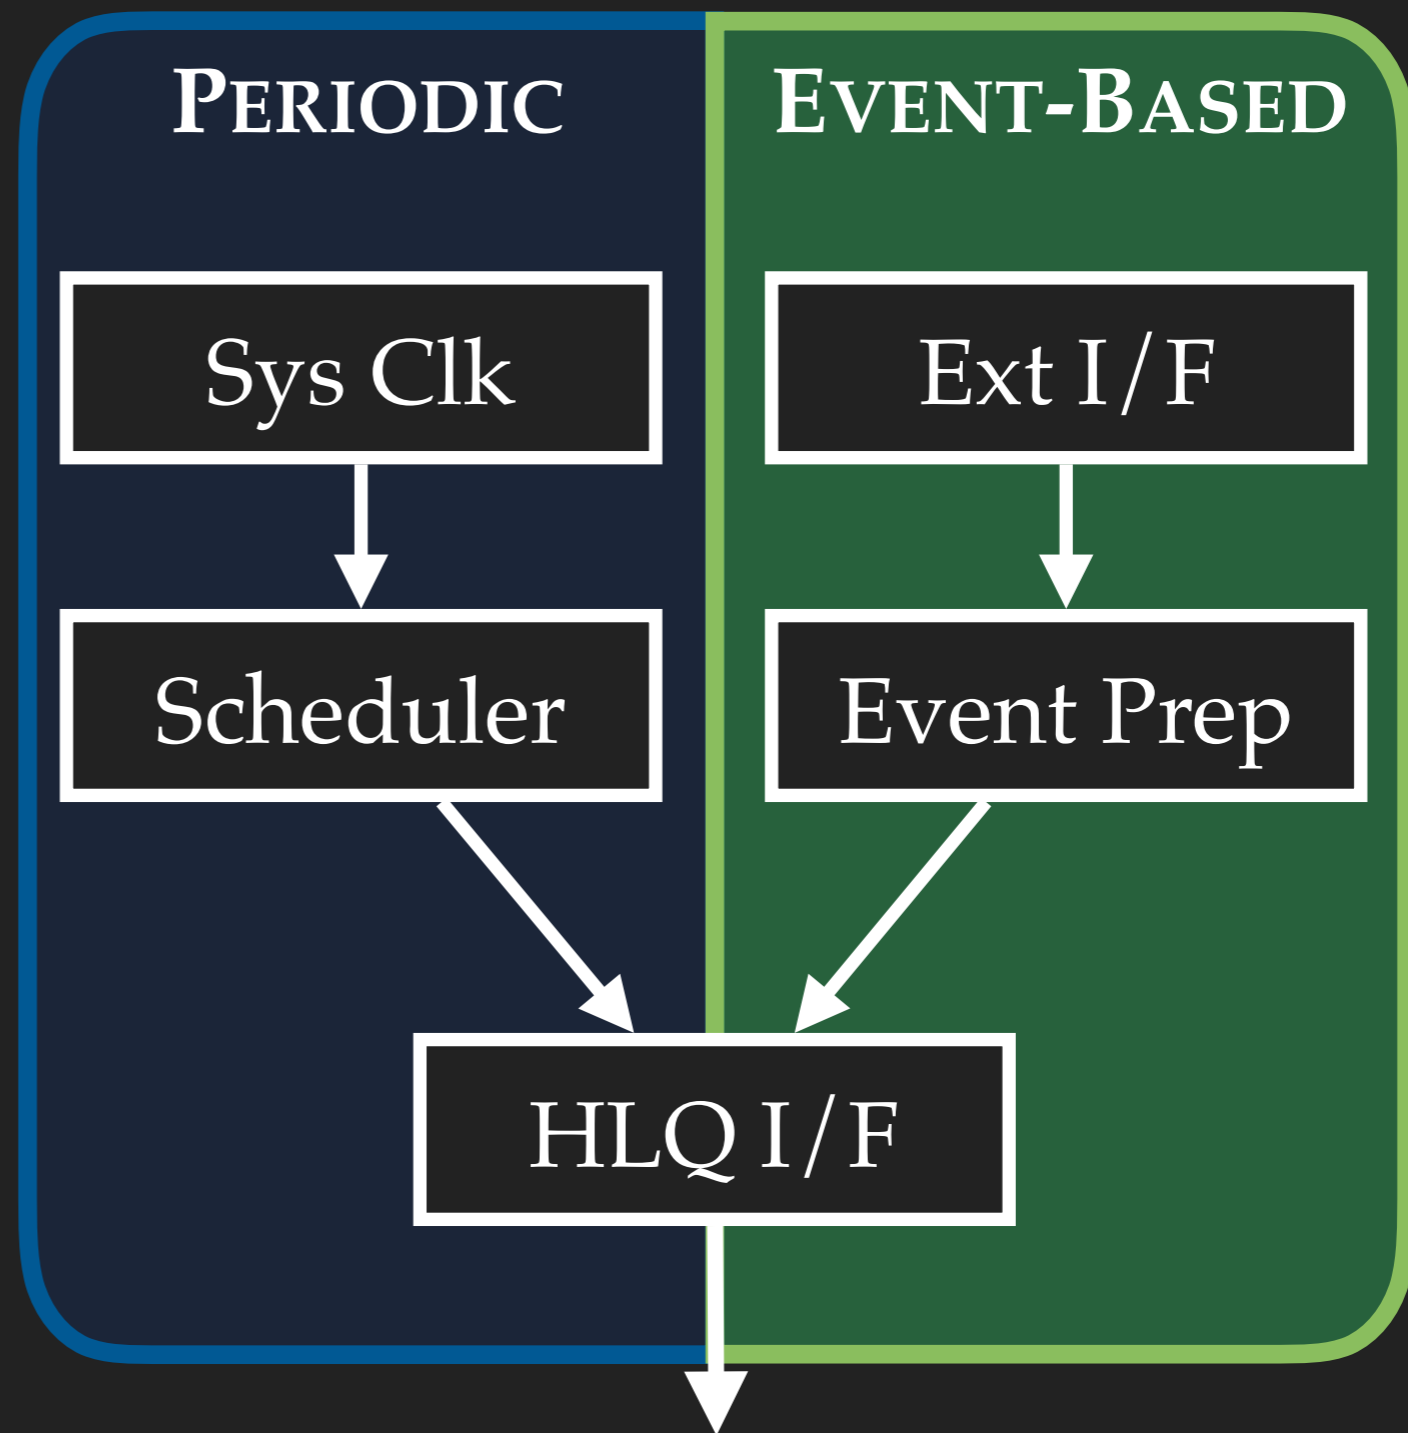 PERIODIC
EVENT-BASED
Sys Clk
Ext I/F
Scheduler
Event Prep
HLQ I/F